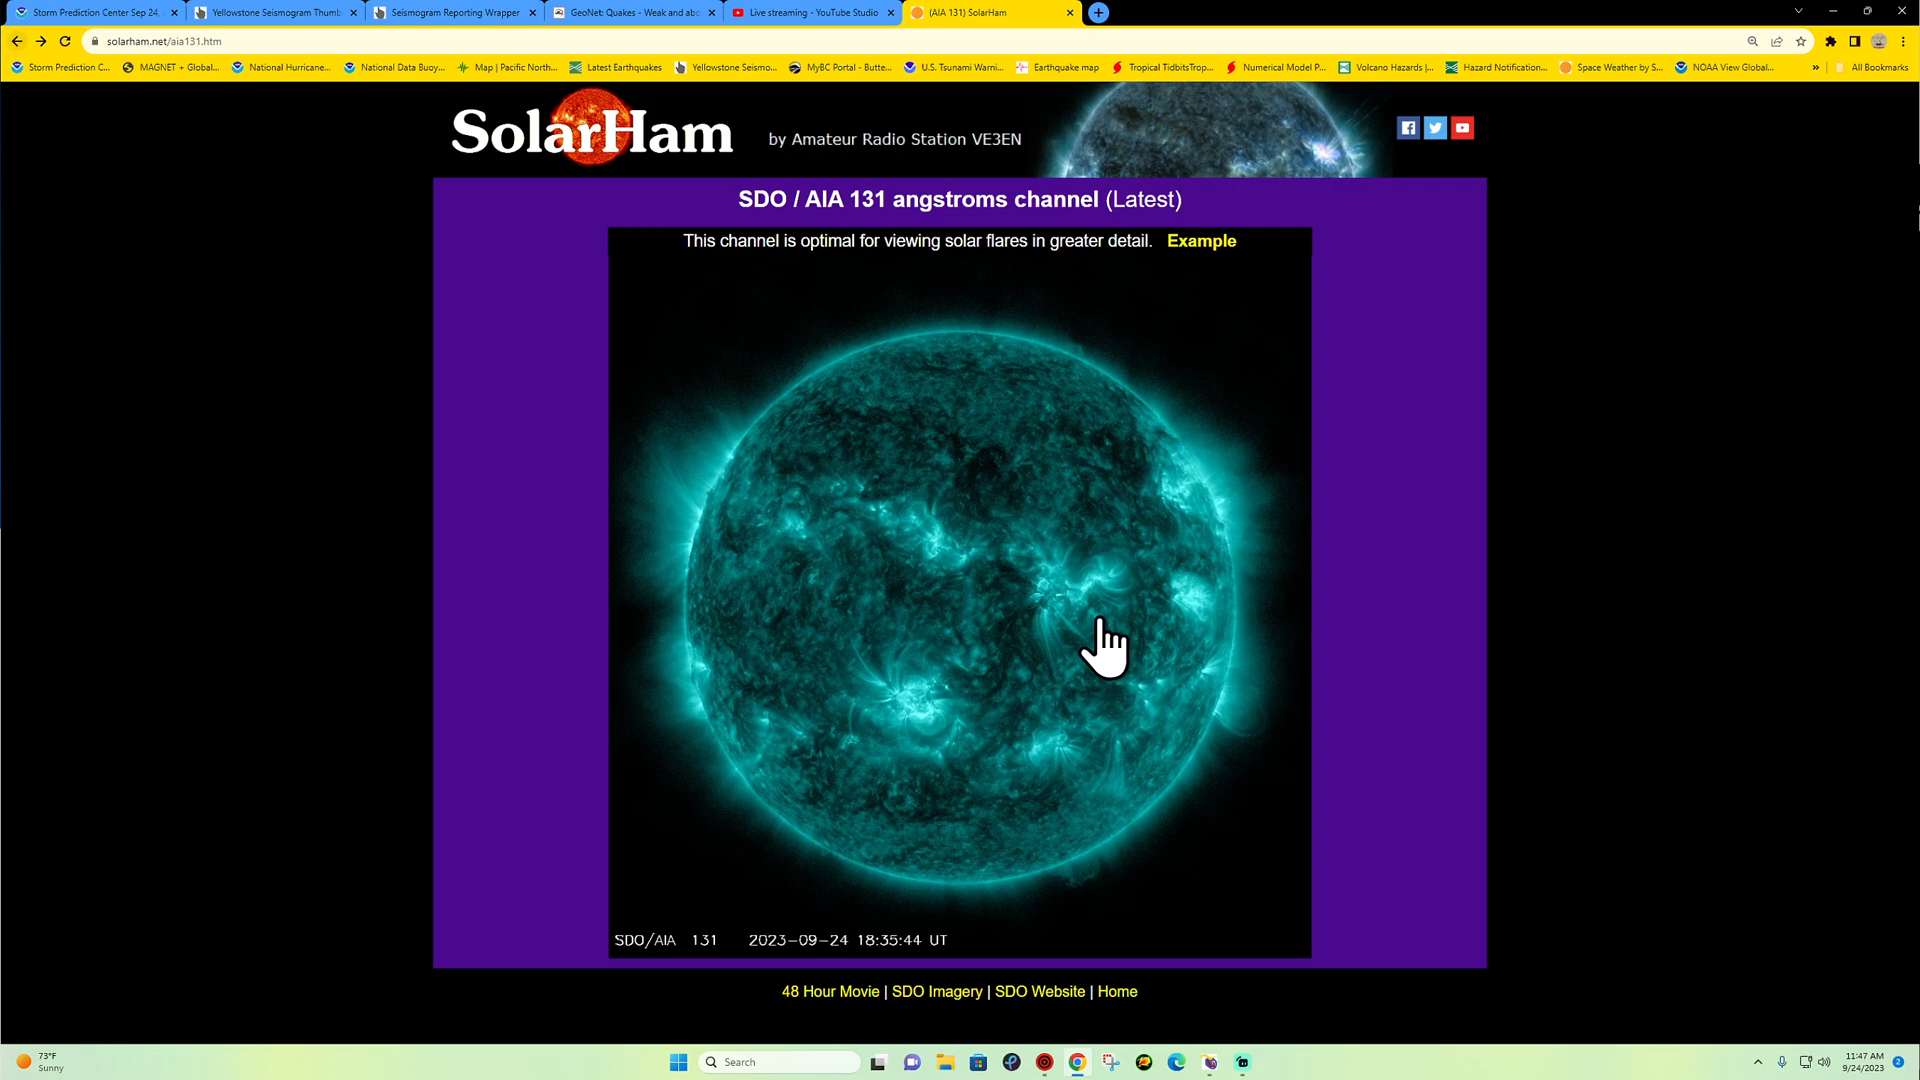 Storm Prediction Center Sep 24,
Yellowstone Seismogram Thumb
Seismogram Reporting Wrapper
GeoNet: Quakes - Weak and abo
Live streaming - YouTube Studio
(AIA 131) SolarHam
solarham.net/aia131.htm
Storm Prediction C...
MAGNET + Global...
National Hurricane...
National Data Buoy...
Map | Pacific North...
Latest Earthquakes
Yellowstone Seismo...
MyBC Portal - Butte...
U.S. Tsunami Warni...
Earthquake map
Tropical TidbitsTrop...
Numerical Model P...
Volcano Hazards |...
Hazard Notification...
Space Weather by S...
NOAA View Global...
All Bookmarks
SolarHam
by Amateur Radio Station VE3EN
SDO / AIA 131 angstroms channel (Latest)
This channel is optimal for viewing solar flares in greater detail. Example
SDO/AIA 131 2023-09-24 18:35:44 UT
48 Hour Movie | SDO Imagery | SDO Website | Home
73°F
Sunny
Search
11:47 AM
9/24/2023
2